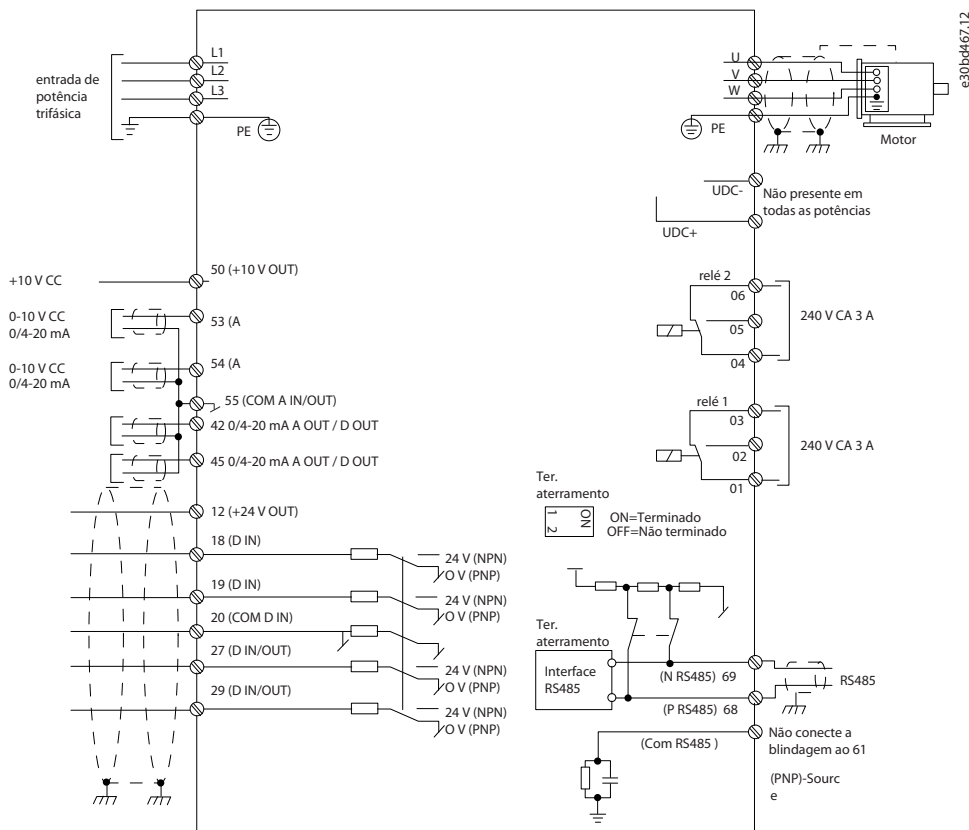 e30bd467.12
entrada de
potência
trifásica
L1
L2
L3
PE
U
V
W
PE
Motor
UDC-
UDC+
Não presente em
todas as potências
+10 V CC
50 (+10 V OUT)
0-10 V CC
0/4-20 mA
53 (A
0-10 V CC
0/4-20 mA
54 (A
55 (COM A IN/OUT)
42 0/4-20 mA A OUT / D OUT
45 0/4-20 mA A OUT / D OUT
12 (+24 V OUT)
18 (D IN)
24 V (NPN)
O V (PNP)
19 (D IN)
24 V (NPN)
O V (PNP)
20 (COM D IN)
27 (D IN/OUT)
24 V (NPN)
O V (PNP)
29 (D IN/OUT)
24 V (NPN)
O V (PNP)
relé 2
06
05
04
240 V CA 3 A
relé 1
03
02
01
240 V CA 3 A
Ter.
aterramento
1
2
ON
ON=Terminado
OFF=Não terminado
Ter.
aterramento
Interface
RS485
(N RS485) 69
RS485
(P RS485) 68
(Com RS485 )
Não conecte a
blindagem ao 61
(PNP)-Sourc
e